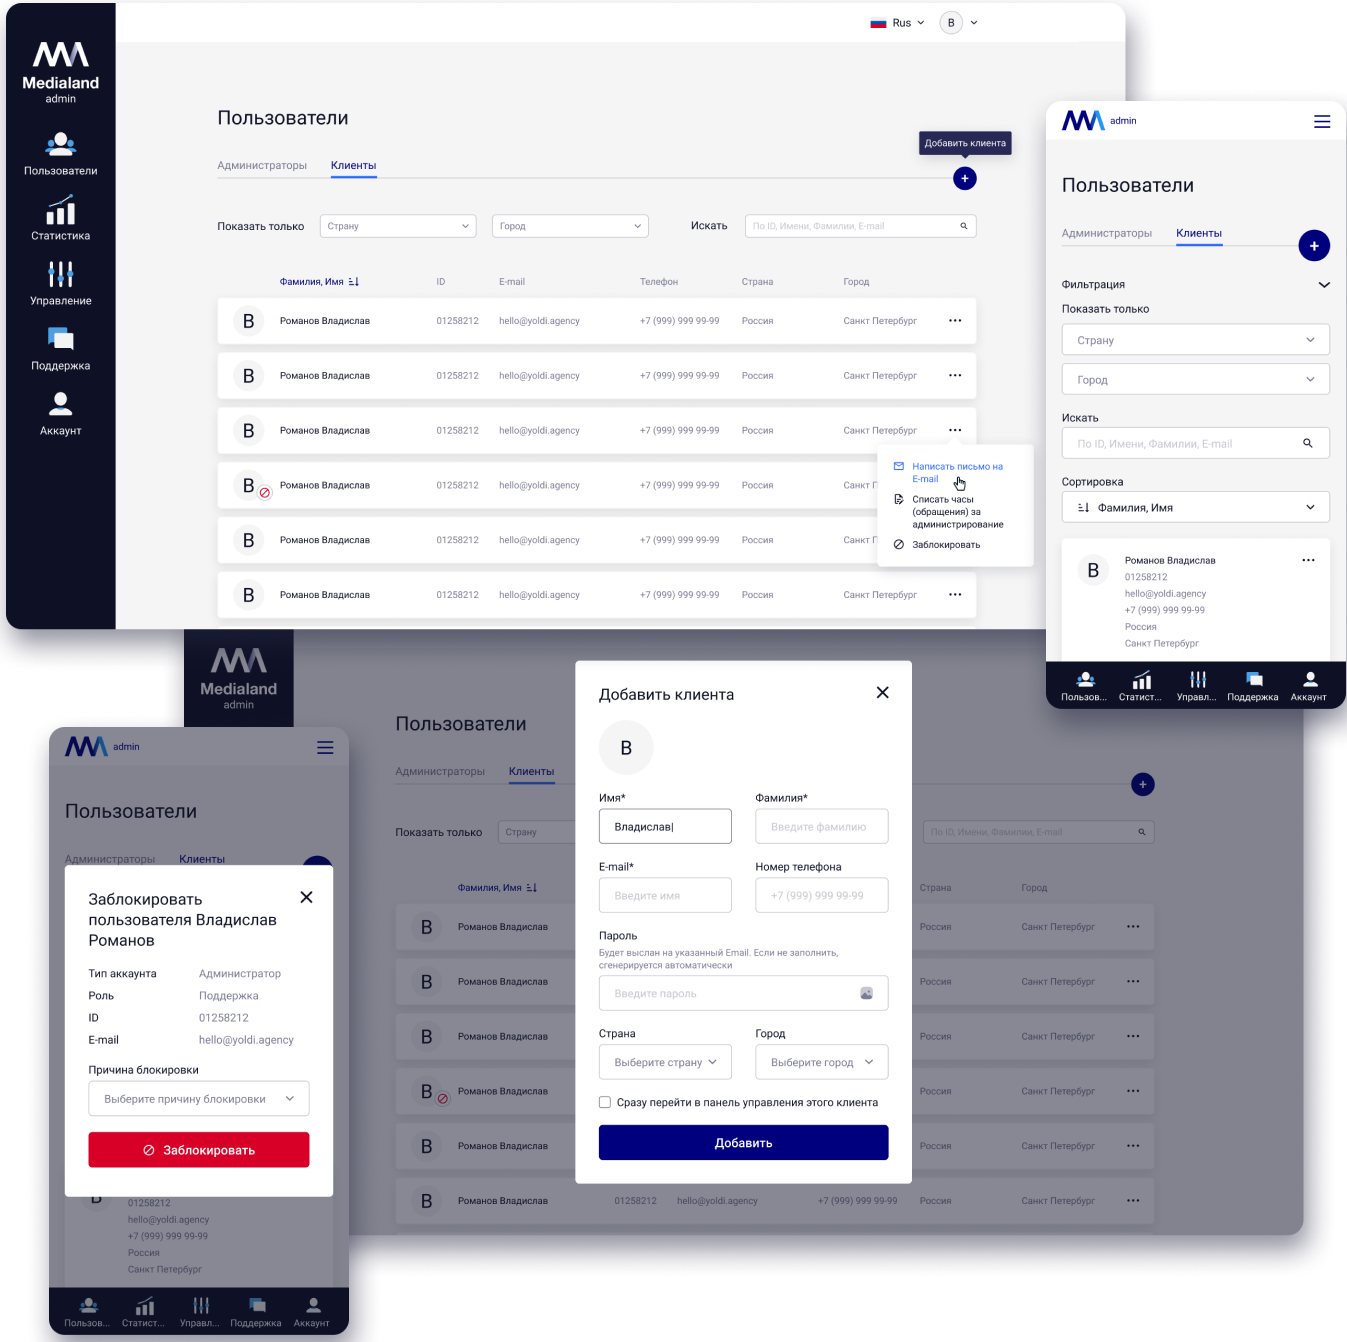 Medialand
admin
Пользователи
Статистика
Управление
Поддержка
Аккаунт
Rus
B
Пользователи
Администраторы
Клиенты
Добавить клиента
+
Показать только
Страну
Город
Искать
По ID, Имени, Фамилии, E-mail
Фамилия, Имя
ID
E-mail
Телефон
Страна
Город
B Романов Владислав 01258212 hello@yoldi.agency +7 (999) 999 99-99 Россия Санкт Петербург
B Романов Владислав 01258212 hello@yoldi.agency +7 (999) 999 99-99 Россия Санкт Петербург
B Романов Владислав 01258212 hello@yoldi.agency +7 (999) 999 99-99 Россия Санкт Петербург
B Романов Владислав 01258212 hello@yoldi.agency +7 (999) 999 99-99 Россия Санкт Г
B Романов Владислав 01258212 hello@yoldi.agency +7 (999) 999 99-99 Россия Санкт Г
B Романов Владислав 01258212 hello@yoldi.agency +7 (999) 999 99-99 Россия Санкт Петербург
Написать письмо на
E-mail
Списать часы
(обращения) за
администрирование
Заблокировать
admin
Пользователи
Администраторы
Клиенты
+
Фильтрация
Показать только
Страну
Город
Искать
По ID, Имени, Фамилии, E-mail
Сортировка
Фамилия, Имя
B
Романов Владислав
01258212
hello@yoldi.agency
+7 (999) 999 99-99
Россия
Санкт Петербург
Пользов...
Статист...
Управл...
Поддержка
Аккаунт
Medialand
admin
Пользователи
Администраторы
Клиенты
+
Показать только
Страну
По ID, Имени, Фамилии, E-mail
Фамилия, Имя
Страна
Город
B Романов Владислав Россия Санкт Петербург
B Романов Владислав Россия Санкт Петербург
B Романов Владислав Россия Санкт Петербург
B Романов Владислав Россия Санкт Петербург
B Романов Владислав Россия Санкт Петербург
B Романов Владислав 01258212 hello@yoldi.agency +7 (999) 999 99-99 Россия Санкт Петербург
Добавить клиента
B
Имя*
Фамилия*
Владислав
Введите фамилию
E-mail*
Номер телефона
Введите имя
+7 (999) 999 99-99
Пароль
Будет выслан на указанный Email. Если не заполнить,
сгенерируется автоматически
Введите пароль
Страна
Город
Выберите страну
Выберите город
Сразу перейти в панель управления этого клиента
Добавить
admin
Пользователи
Администраторы
Клиенты
Заблокировать
пользователя Владислав
Романов
Тип аккаунта Администратор
Роль Поддержка
ID 01258212
E-mail hello@yoldi.agency
Причина блокировки
Выберите причину блокировки
Заблокировать
B
01258212
hello@yoldi.agency
+7 (999) 999 99-99
Россия
Санкт Петербург
Пользов...
Статист...
Управл...
Поддержка
Аккаунт